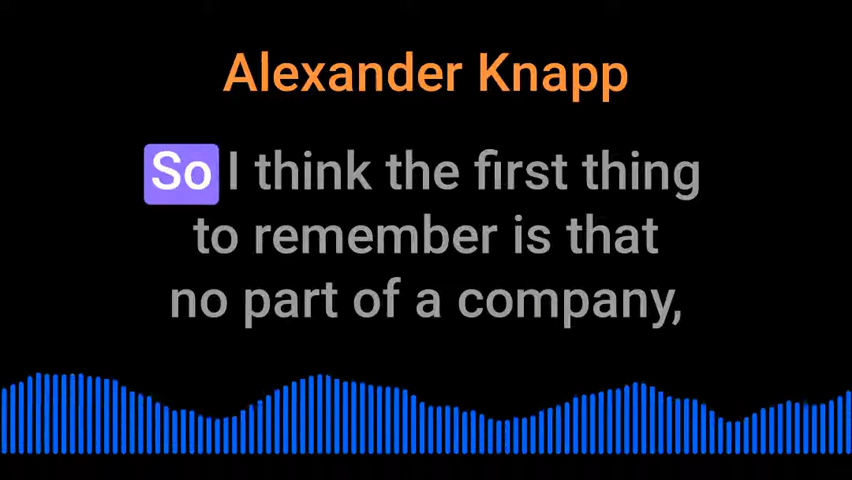 Alexander Knapp
So I think the first thing
to remember is that
no part of a company,